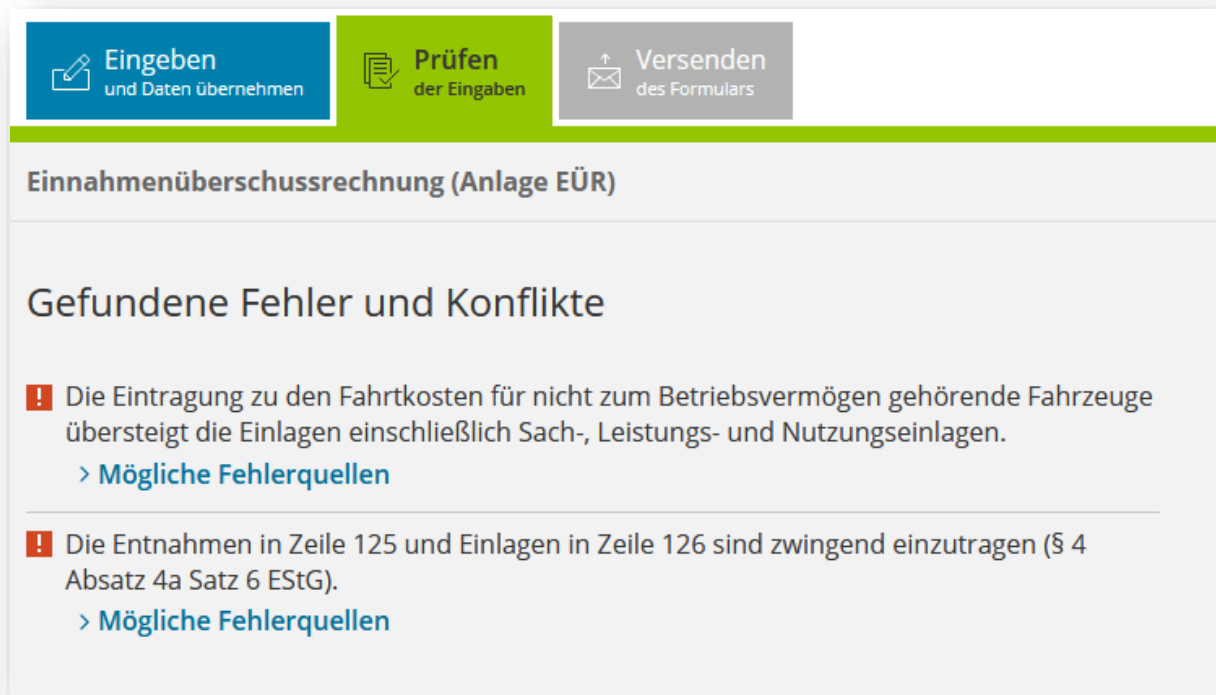 Eingeben
und Daten übernehmen
Prüfen
der Eingaben
Versenden
des Formulars
Einnahmenüberschussrechnung (Anlage EÜR)
Gefundene Fehler und Konflikte
! Die Eintragung zu den Fahrtkosten für nicht zum Betriebsvermögen gehörende Fahrzeuge
übersteigt die Einlagen einschließlich Sach-, Leistungs- und Nutzungseinlagen.
> Mögliche Fehlerquellen
! Die Entnahmen in Zeile 125 und Einlagen in Zeile 126 sind zwingend einzutragen (§ 4
Absatz 4a Satz 6 EStG).
> Mögliche Fehlerquellen